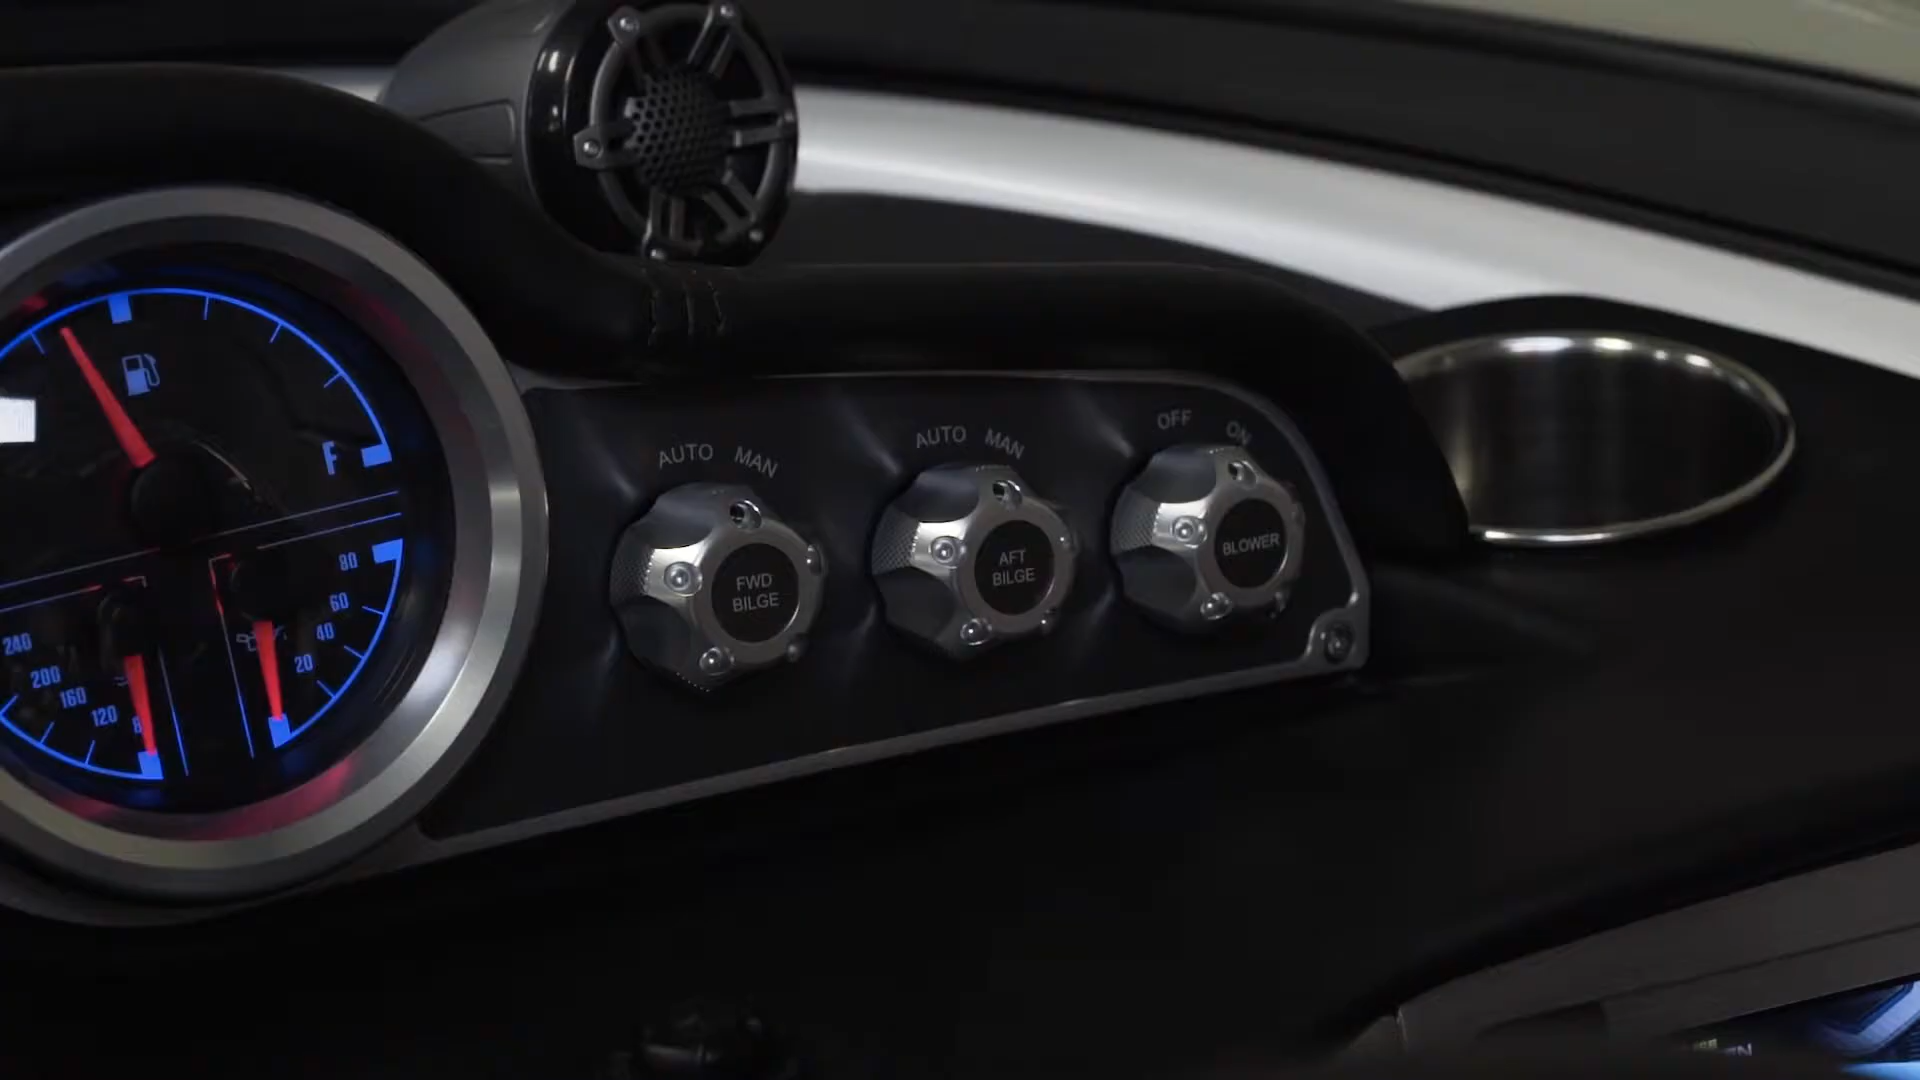 F
80
60
40
20
240
200
160
120
AUTO MAN
FWD
BILGE
AUTO MAN
AFT
BILGE
OFF ON
BLOWER